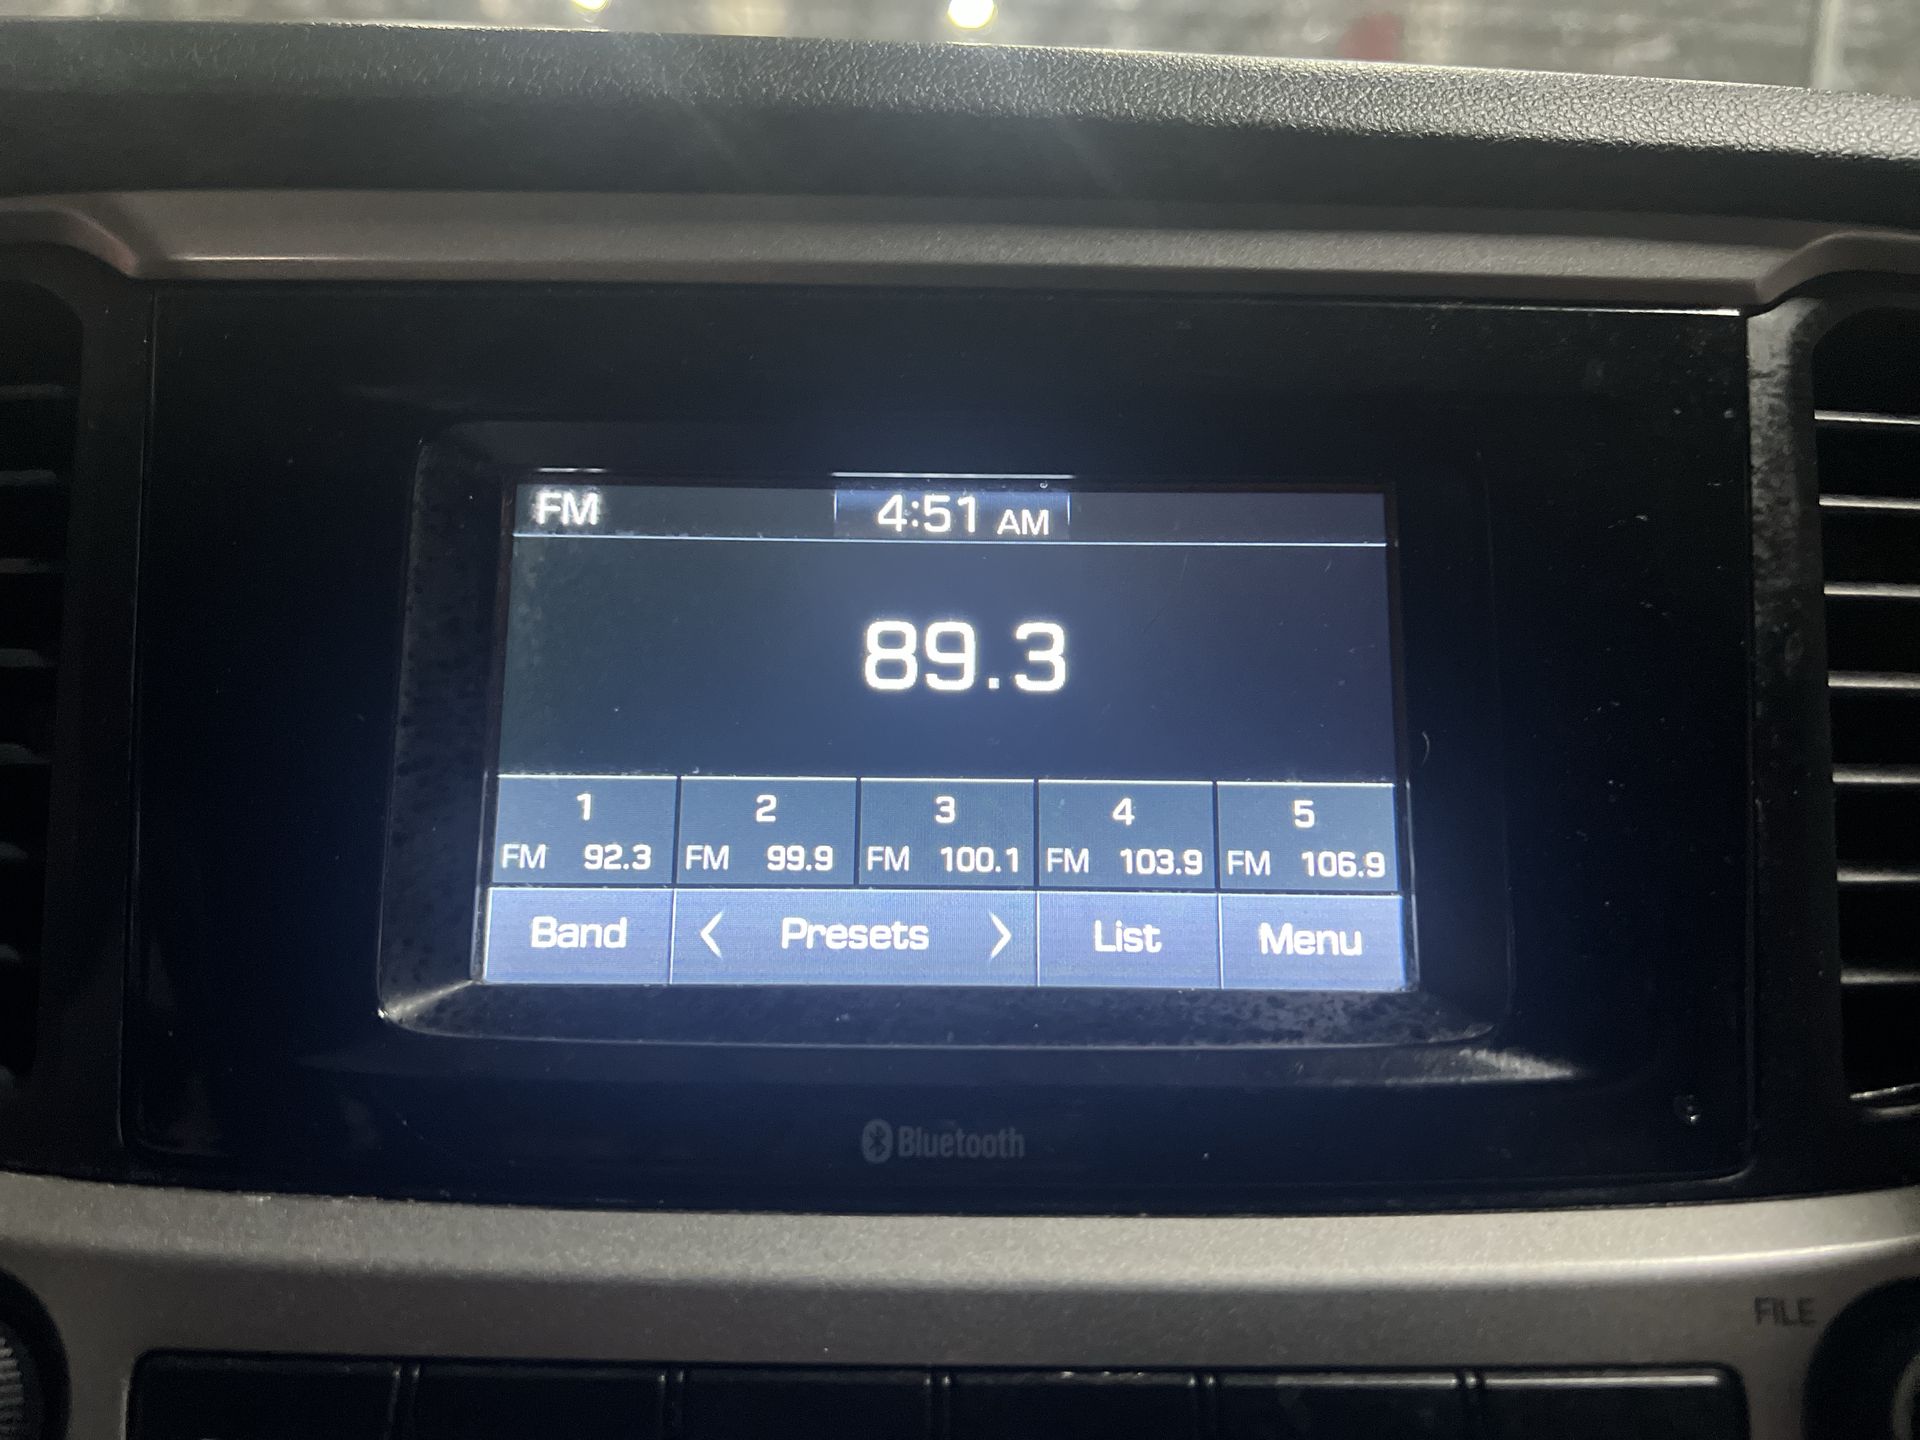 FM 4:51 AM
89.3
1 2 3 4 5
FM 92.3 FM 99.9 FM 100.1 FM 103.9 FM 106.9
Band < Presets > List Menu
Bluetooth
FILE